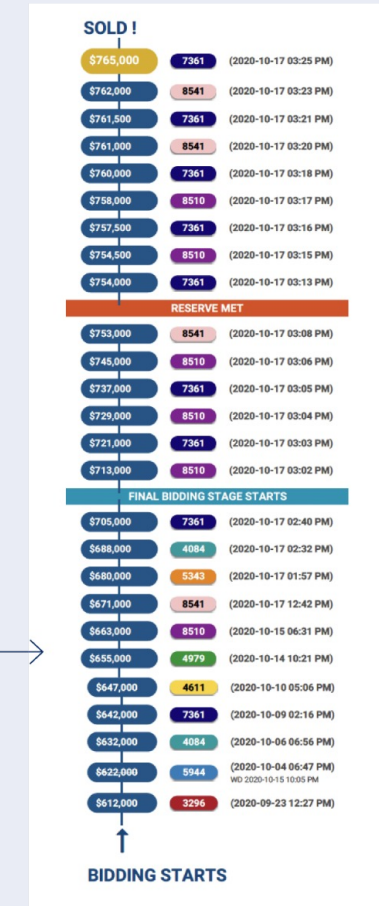 SOLD !
$765,000 7361 (2020-10-17 03:25 PM)
$762,000 8541 (2020-10-17 03:23 PM)
$761,500 7361 (2020-10-17 03:21 PM)
$761,000 8541 (2020-10-17 03:20 PM)
$760,000 7361 (2020-10-17 03:18 PM)
$758,000 8510 (2020-10-17 03:17 PM)
$757,500 7361 (2020-10-17 03:16 PM)
$754,500 8510 (2020-10-17 03:15 PM)
$754,000 7361 (2020-10-17 03:13 PM)
RESERVE MET
$753,000 8541 (2020-10-17 03:08 PM)
$745,000 8510 (2020-10-17 03:06 PM)
$737,000 7361 (2020-10-17 03:05 PM)
$729,000 8510 (2020-10-17 03:04 PM)
$721,000 7361 (2020-10-17 03:03 PM)
$713,000 8510 (2020-10-17 03:02 PM)
FINAL BIDDING STAGE STARTS
$705,000 7361 (2020-10-17 02:40 PM)
$688,000 4084 (2020-10-17 02:32 PM)
$680,000 5343 (2020-10-17 01:57 PM)
$671,000 8541 (2020-10-17 12:42 PM)
$663,000 8510 (2020-10-15 06:31 PM)
$655,000 4979 (2020-10-14 10:21 PM)
$647,000 4611 (2020-10-10 05:06 PM)
$642,000 7361 (2020-10-09 02:16 PM)
$632,000 4084 (2020-10-06 06:56 PM)
$622,000 5944 (2020-10-04 06:47 PM)
WD 2020-10-15 10:05 PM
$612,000 3296 (2020-09-23 12:27 PM)
BIDDING STARTS